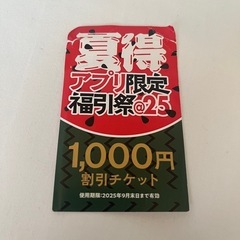 夏得
アプリ限定
福引祭@25
1,000円
割引チケット
使用期限:2025年9月末日まで有効